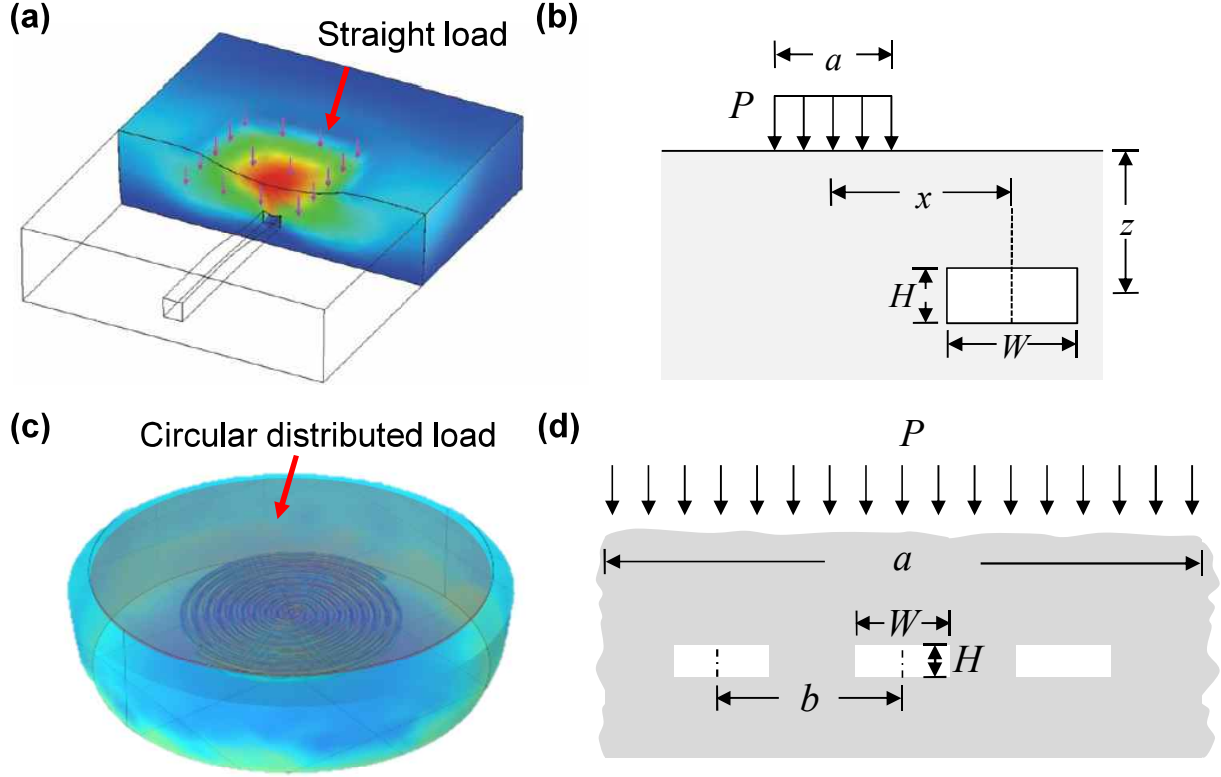 (a)
Straight load
(b)
a
P
x
z
H
W
(c)
Circular distributed load
(d)
P
a
W
H
b